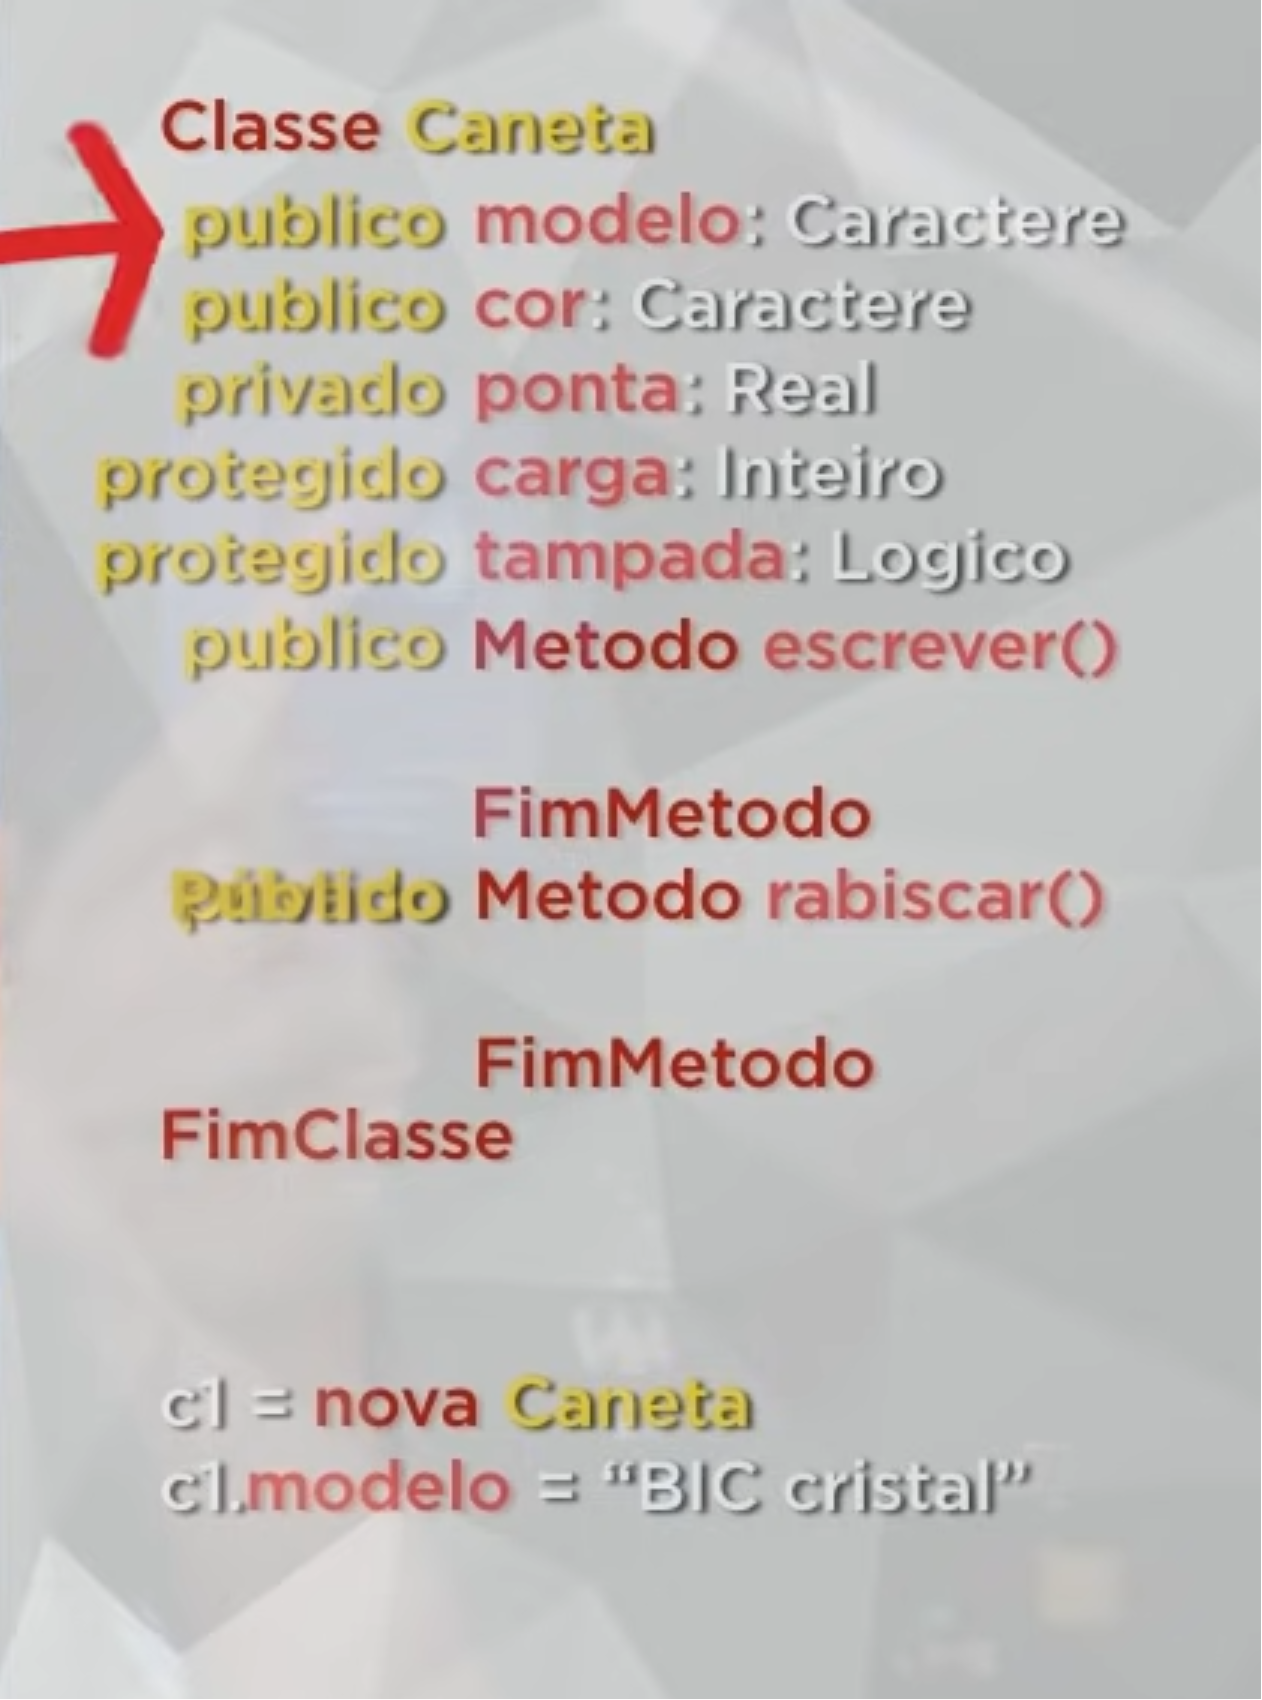 Classe Caneta
publico modelo: Caractere
publico cor: Caractere
privado ponta: Real
protegido carga: Inteiro
protegido tampada: Logico
publico Metodo escrever()
FimMetodo
Metodo rabiscar()
FimMetodo
FimClasse
c1 = nova Caneta
c1.modelo = “BIC cristal”